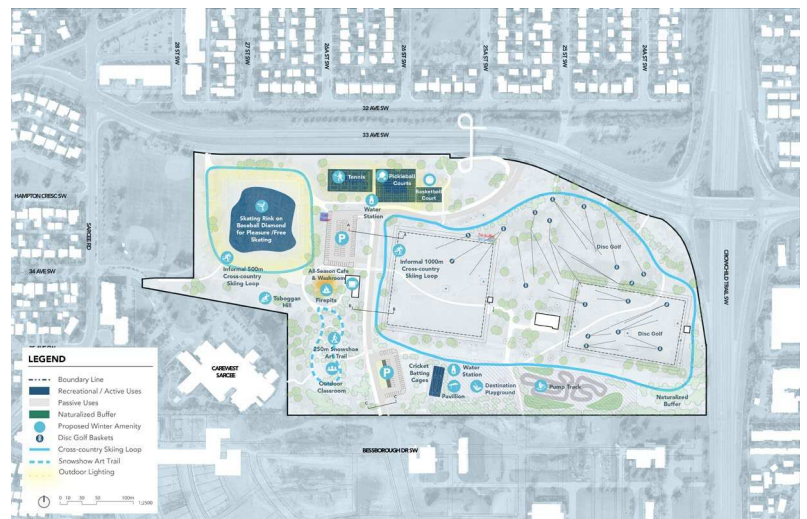 28 ST SW
27 ST SW
26A ST SW
26 ST SW
25A ST SW
25 ST SW
24A ST SW
32 AVE SW
33 AVE SW
HAMPTON CRESC SW
SARCEE RD
34 AVE SW
CROWCHILD TRAIL SW
Tennis
Pickleball
Courts
Basketball
Court
Water
Station
Skating Risk on
Baseball Diamond
for Pleasure /Free
Skating
P
Informal 500m
Cross-country
Skiing Loop
Informal 1000m
Cross-country
Skiing Loop
Disc Golf
All-Season Cafe
& Washroom
Firepits
Toboggan
Hill
250m Snowshoe
Art Trail
Outdoor
Classroom
P
Cricket
Batting
Cages
Water
Station
Pavillion
Destination
Playground
Pump Track
Disc Golf
Naturalized
Buffer
CAREWEST
SARCEE
BESSBOROUGH DR SW
LEGEND
Boundary Line
Recreational / Active Uses
Passive Uses
Naturalized Buffer
Proposed Winter Amenity
Disc Golf Baskets
Cross-country Skiing Loop
Snowshow Art Trail
Outdoor Lighting
0 10 30 50 100m
1:2500